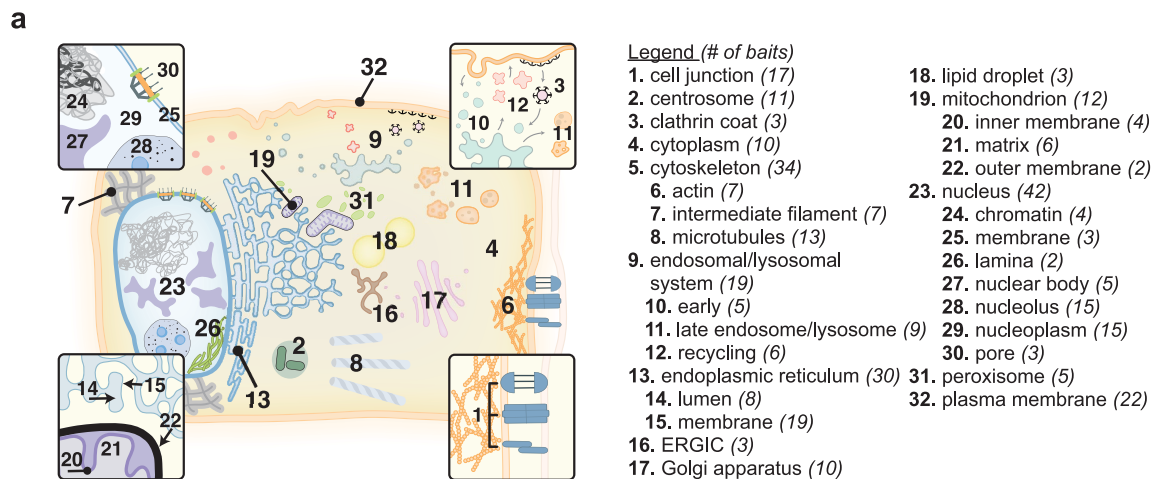 a
32
30
24
25
29
27
28
3
12
10
11
9
19
7
31
11
18
4
23
16
17
6
26
2
8
13
14
15
22
21
20
1
Legend (# of baits)
1. cell junction (17)
2. centrosome (11)
3. clathrin coat (3)
4. cytoplasm (10)
5. cytoskeleton (34)
6. actin (7)
7. intermediate filament (7)
8. microtubules (13)
9. endosomal/lysosomal
system (19)
10. early (5)
11. late endosome/lysosome (9)
12. recycling (6)
13. endoplasmic reticulum (30)
14. lumen (8)
15. membrane (19)
16. ERGIC (3)
17. Golgi apparatus (10)
18. lipid droplet (3)
19. mitochondrion (12)
20. inner membrane (4)
21. matrix (6)
22. outer membrane (2)
23. nucleus (42)
24. chromatin (4)
25. membrane (3)
26. lamina (2)
27. nuclear body (5)
28. nucleolus (15)
29. nucleoplasm (15)
30. pore (3)
31. peroxisome (5)
32. plasma membrane (22)